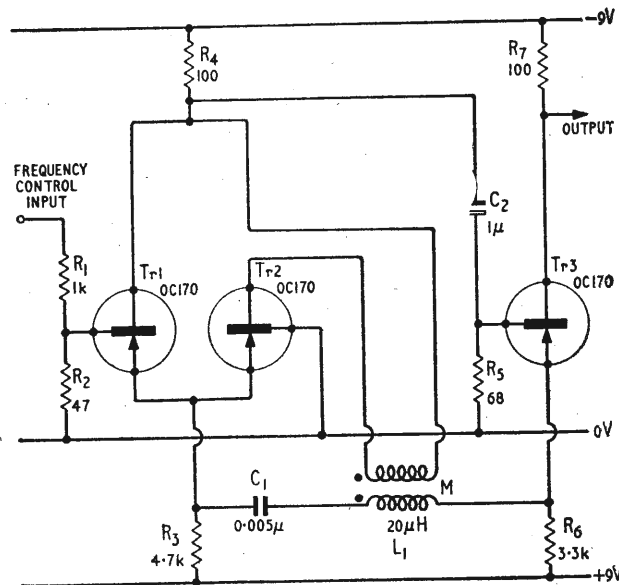 −9V
R4
100
R7
100
OUTPUT
FREQUENCY
CONTROL
INPUT
C2
1μ
R1
1k
Tr1
OC170
Tr2
OC170
Tr3
OC170
R2
47
R5
68
0V
C1
0·005μ
M
20μH
L1
R3
4·7k
R6
3·3k
+9V